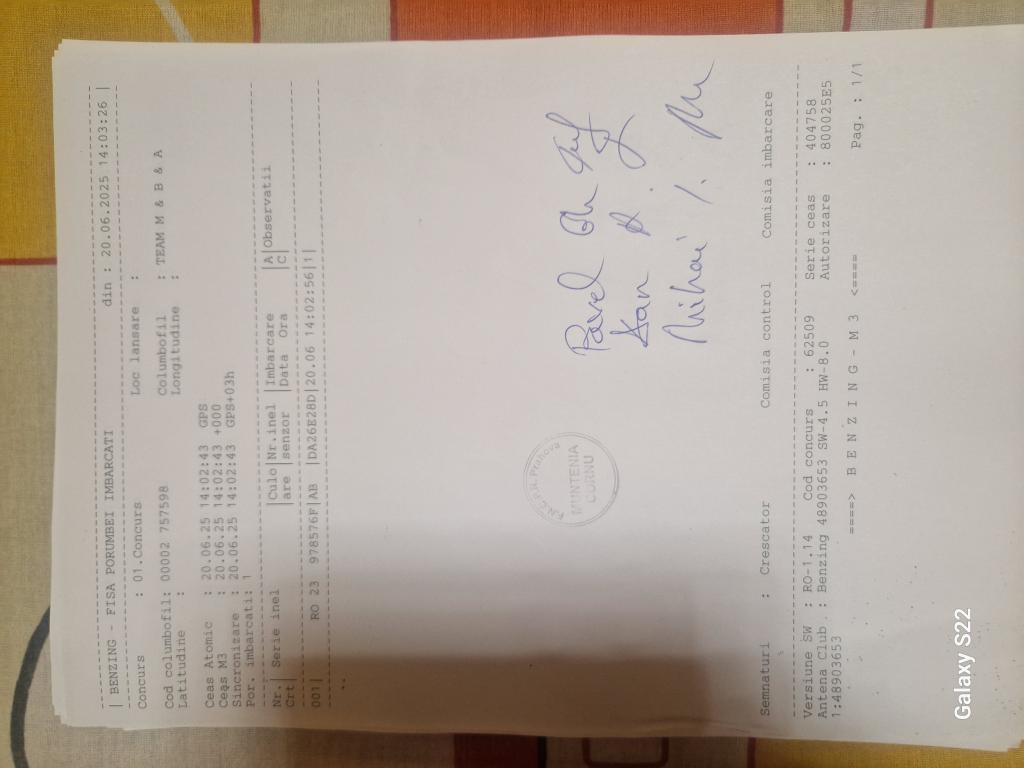 | BENZING - FISA PORUMBEI IMBARCATI din : 20.06.2025 14:03:26 |
Concurs : 01.Concurs Loc lansare :
Cod columbofil: 00002 757598 Columbofil : TEAM M & B & A
Latitudine : Longitudine :
Ceas Atomic : 20.06.25 14:02:43 GPS
Ceas M3 : 20.06.25 14:02:43 +000
Sincronizare : 20.06.25 14:02:43 GPS+03h
Por. imbarcati: 1
Nr.| Serie inel |Culo|Nr.inel |Imbarcare |A|Observatii
Crt| |are |senzor |Data Ora |C|
001| RO 23 978576F|AB |DA26E28D|20.06 14:02:56|1|
F.N.C.P.R. Prahova
MUNTENIA
CORNU
Pavel Gh
Dan
Mihai I.
Semnaturi : Crescator Comisia control Comisia imbarcare
Versiune SW : RO-1.14 Cod concurs : 62509 Serie ceas : 404758
Antena Club : Benzing 48903653 SW-4.5 HW-8.0 Autorizare : 800025E5
1:48903653
====> B E N Z I N G - M 3 <==== Pag. : 1/1
Galaxy S22